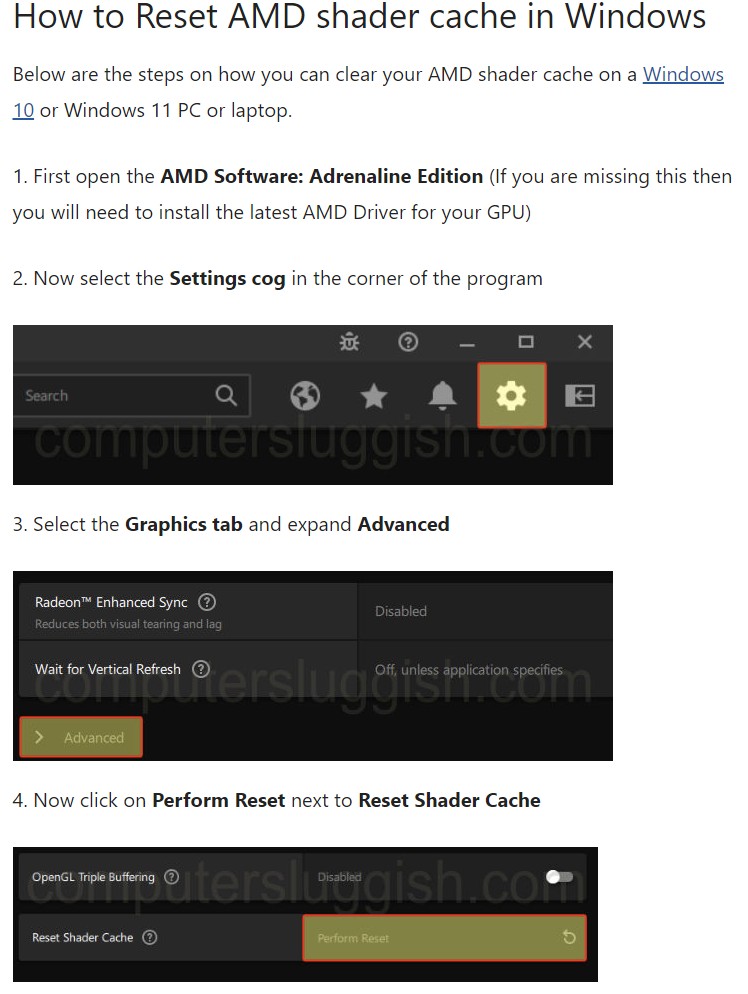 How to Reset AMD shader cache in Windows
Below are the steps on how you can clear your AMD shader cache on a Windows
10 or Windows 11 PC or laptop.
1. First open the AMD Software: Adrenaline Edition (If you are missing this then
you will need to install the latest AMD Driver for your GPU)
2. Now select the Settings cog in the corner of the program
Search
computersluggish.com
3. Select the Graphics tab and expand Advanced
Radeon™ Enhanced Sync ?
Disabled
Reduces both visual tearing and lag
Wait for Vertical Refresh ?
Off, unless application specifies
computersluggish.com
Advanced
4. Now click on Perform Reset next to Reset Shader Cache
OpenGL Triple Buffering ?
Disabled
computersluggish.com
Reset Shader Cache ?
Perform Reset